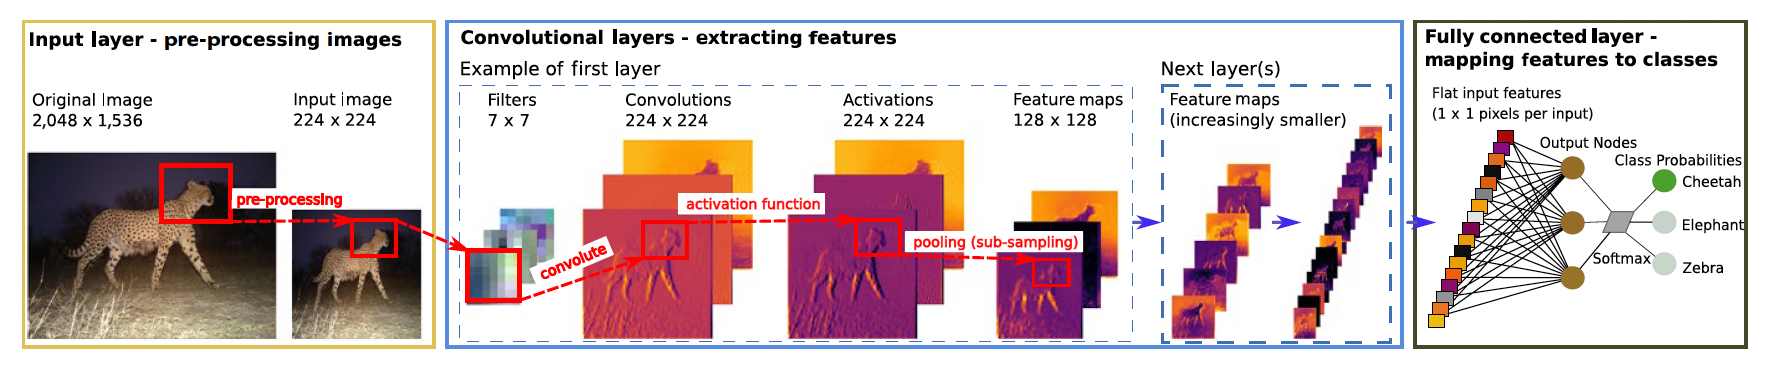 Input layer - pre-processing images
Original Image
2,048 x 1,536
Input Image
224 x 224
pre-processing
Convolutional layers - extracting features
Example of first layer
Filters
7 x 7
convolute
Convolutions
224 x 224
activation function
Activations
224 x 224
pooling (sub-sampling)
Feature maps
128 x 128
Next layer(s)
Feature maps
(increasingly smaller)
Fully connected layer -
mapping features to classes
Flat input features
(1 x 1 pixels per input)
Output Nodes
Class Probabilities
Cheetah
Elephant
Softmax
Zebra